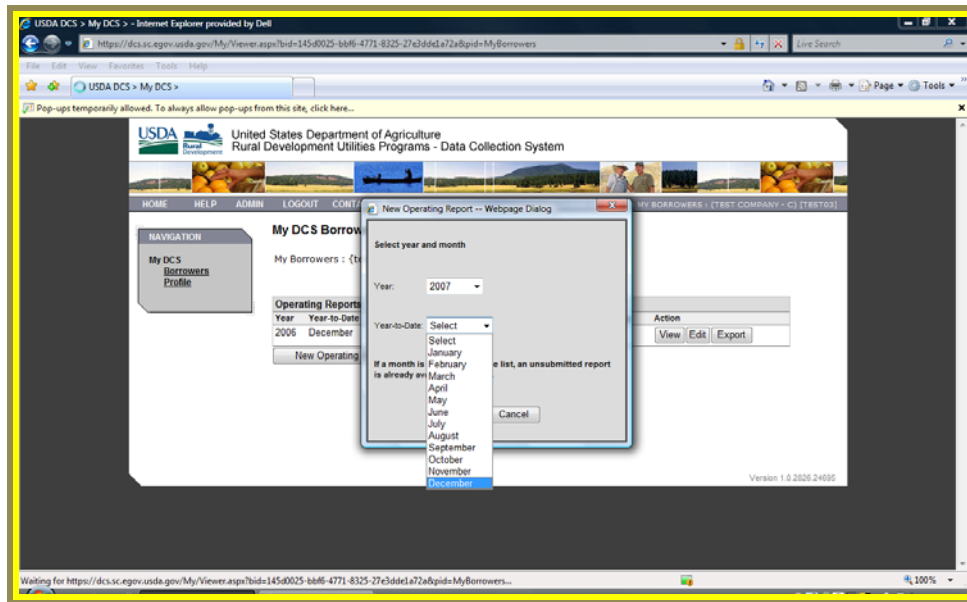 USDA DCS > My DCS > - Internet Explorer provided by Dell
https://dcs.sc.egov.usda.gov/My/Viewer.aspx?bid=145d0025-bbf6-4771-8325-27e3dde1a72a&pid=MyBorrowers
Live Search
File Edit View Favorites Tools Help
USDA DCS > My DCS >
Page Tools
Pop-ups temporarily allowed. To always allow pop-ups from this site, click here...
USDA
Rural
Development
United States Department of Agriculture
Rural Development Utilities Programs - Data Collection System
HOME HELP ADMIN LOGOUT CONTA
MY BORROWERS : {TEST COMPANY - C} [TEST03]
New Operating Report -- Webpage Dialog
NAVIGATION
My DCS
Borrowers
Profile
My DCS Borrow
My Borrowers : {te
Select year and month
Year: 2007
Operating Reports
Year Year-to-Date Action
2006 December View Edit Export
New Operating
Year-to-Date: Select
Select
January
February
March
April
May
June
July
August
September
October
November
December
If a month is e list, an unsubmitted report
is already av
Cancel
Version 1.0.2826.24695
Waiting for https://dcs.sc.egov.usda.gov/My/Viewer.aspx?bid=145d0025-bbf6-4771-8325-27e3dde1a72a&pid=MyBorrowers...
100%